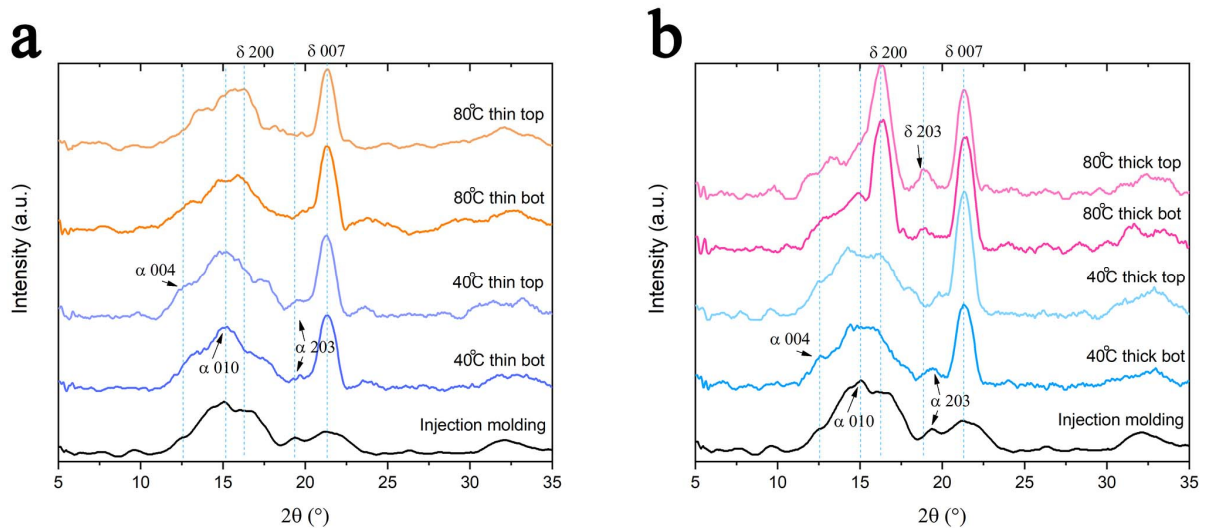 a
δ 200 δ 007
80°C thin top
80°C thin bot
α 004
40°C thin top
α 203
40°C thin bot
α 010
Injection molding
Intensity (a.u.)
5 10 15 20 25 30 35
2θ (°)
b
δ 200 δ 007
δ 203
80°C thick top
80°C thick bot
40°C thick top
α 004
40°C thick bot
α 203
α 010
Injection molding
Intensity (a.u.)
5 10 15 20 25 30 35
2θ (°)